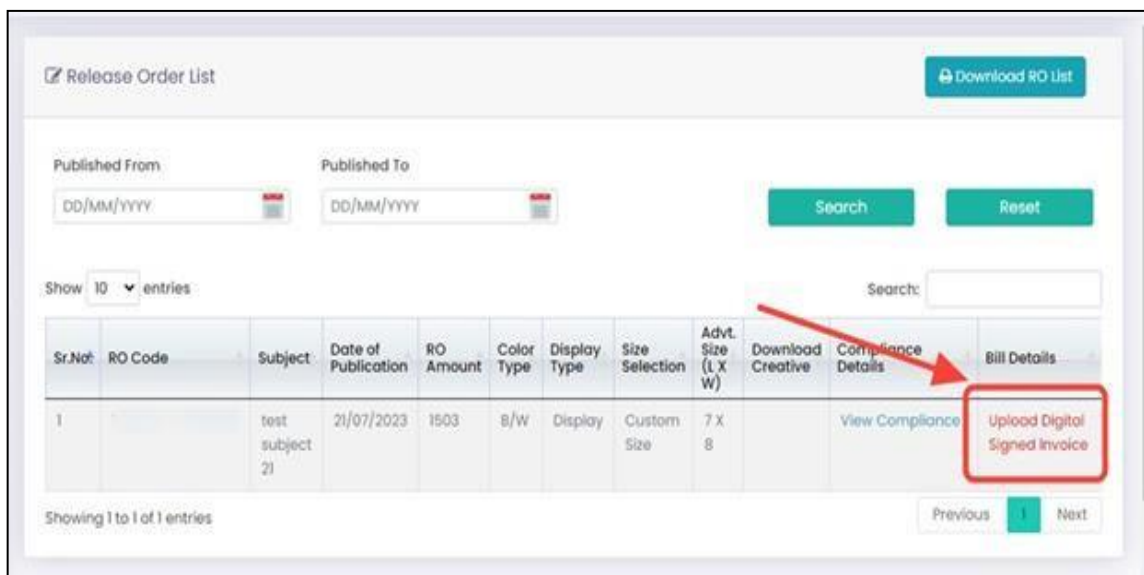 Release Order List
Download RO List
Published From Published To
DD/MM/YYYY DD/MM/YYYY Search Reset
Show 10 entries Search:
Sr.No RO Code Subject Date of Publication RO Amount Color Type Display Type Size Selection Advt. Size (L X W) Download Creative Compliance Details Bill Details
1 test subject 21 21/07/2023 1503 B/W Display Custom Size 7 X 8 View Compliance Upload Digital Signed Invoice
Showing 1 to 1 of 1 entries
Previous 1 Next